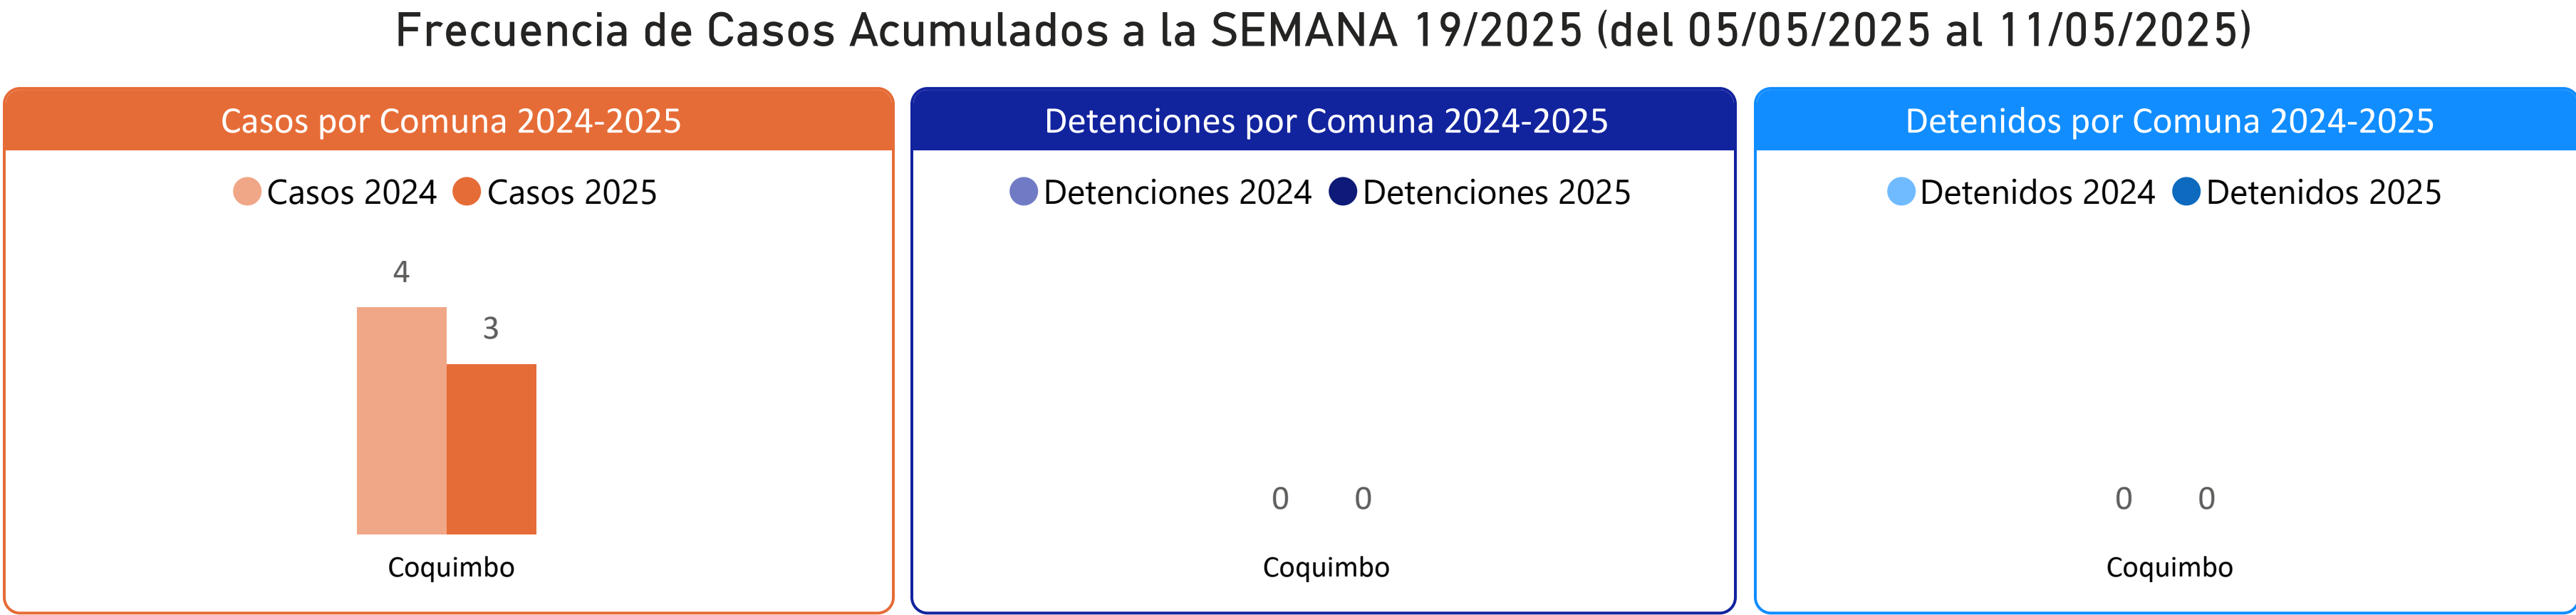 Frecuencia de Casos Acumulados a la SEMANA 19/2025 (del 05/05/2025 al 11/05/2025)
Casos por Comuna 2024-2025
Casos 2024 Casos 2025
4
3
Coquimbo
Detenciones por Comuna 2024-2025
Detenciones 2024 Detenciones 2025
0 0
Coquimbo
Detenidos por Comuna 2024-2025
Detenidos 2024 Detenidos 2025
0 0
Coquimbo